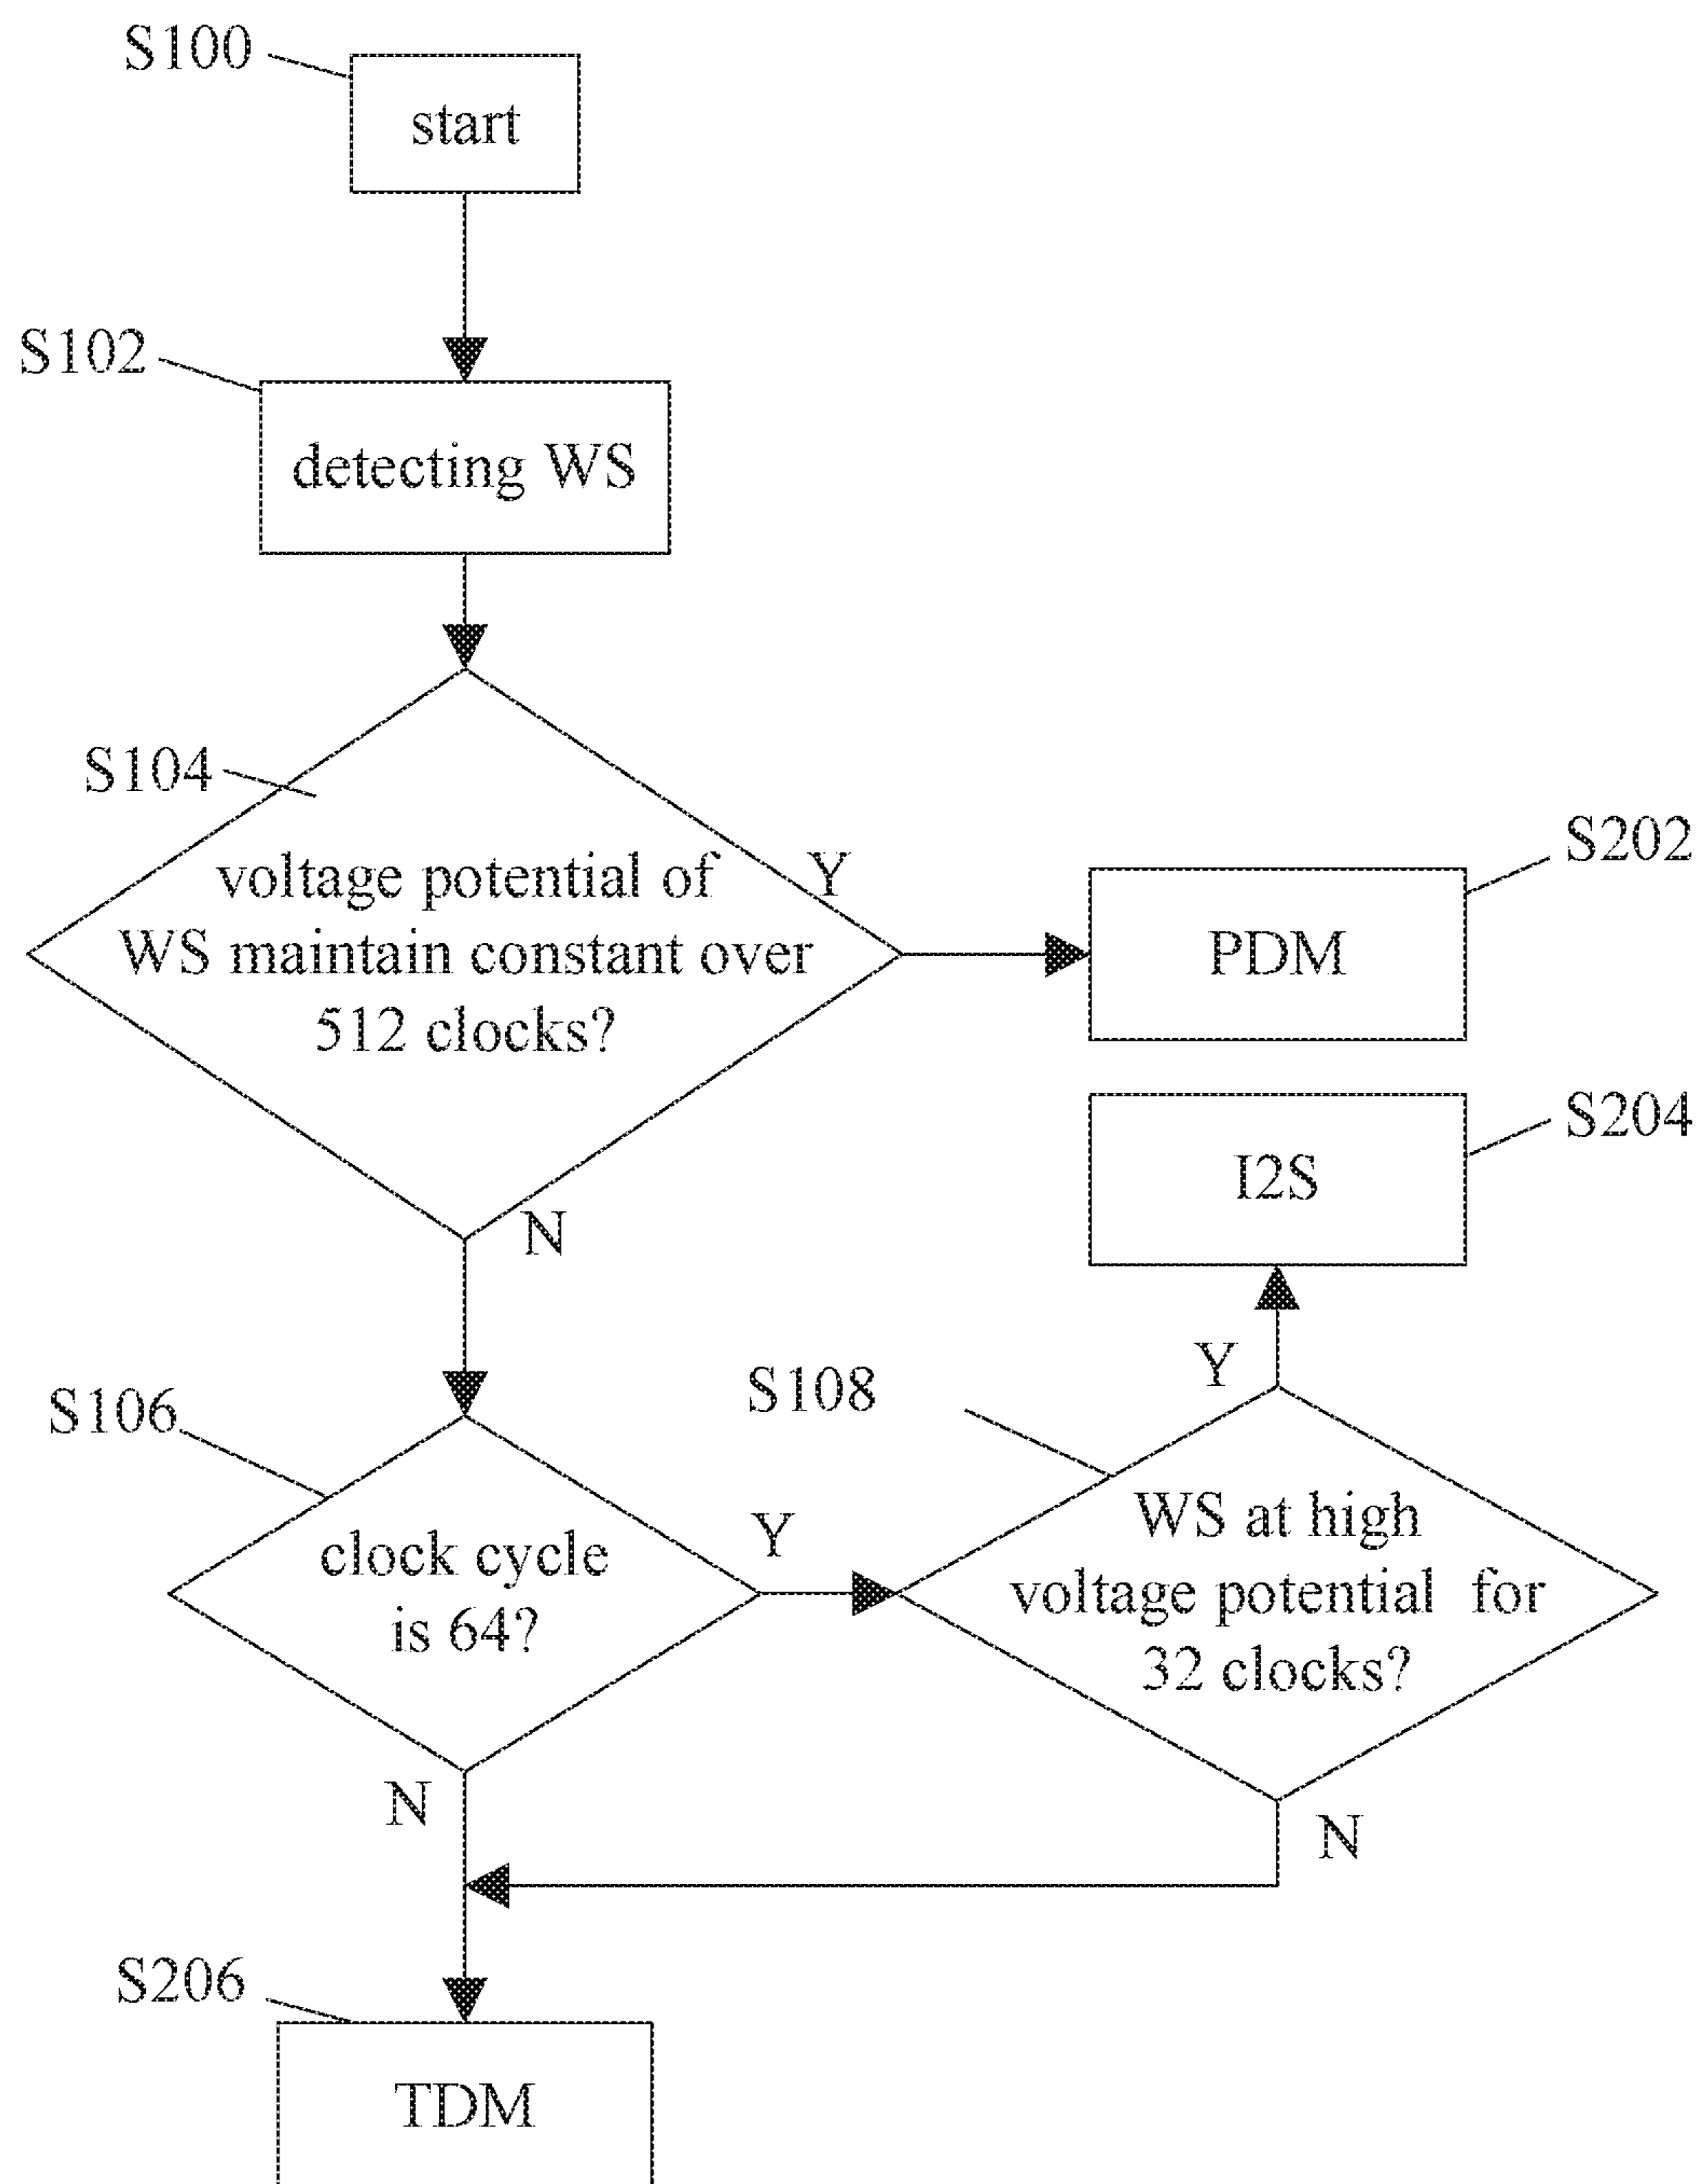 S100
start
S102
detecting WS
S104
voltage potential of
WS maintain constant over
512 clocks?
Y
S202
PDM
S204
I2S
N
S106
clock cycle
is 64?
Y
S108
WS at high
voltage potential for
32 clocks?
Y
N
N
S206
TDM